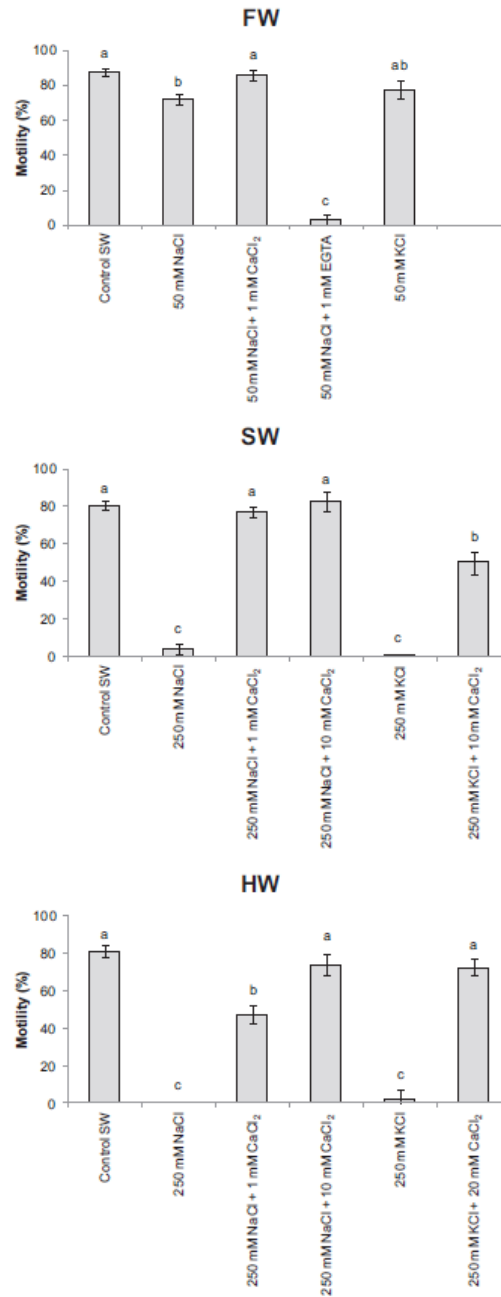 FW
Motility (%)
100
80
60
40
20
0
a
b
a
c
ab
Control SW
50 mM NaCl
50 mM NaCl + 1 mM CaCl₂
50 mM NaCl + 1 mM EGTA
50 mM KCl
SW
Motility (%)
100
80
60
40
20
0
a
c
a
a
c
b
Control SW
250 mM NaCl
250 mM NaCl + 1 mM CaCl₂
250 mM NaCl + 10 mM CaCl₂
250 mM KCl
250 mM KCl + 10 mM CaCl₂
HW
Motility (%)
100
80
60
40
20
0
a
c
b
a
c
a
Control SW
250 mM NaCl
250 mM NaCl + 1 mM CaCl₂
250 mM NaCl + 10 mM CaCl₂
250 mM KCl
250 mM KCl + 20 mM CaCl₂